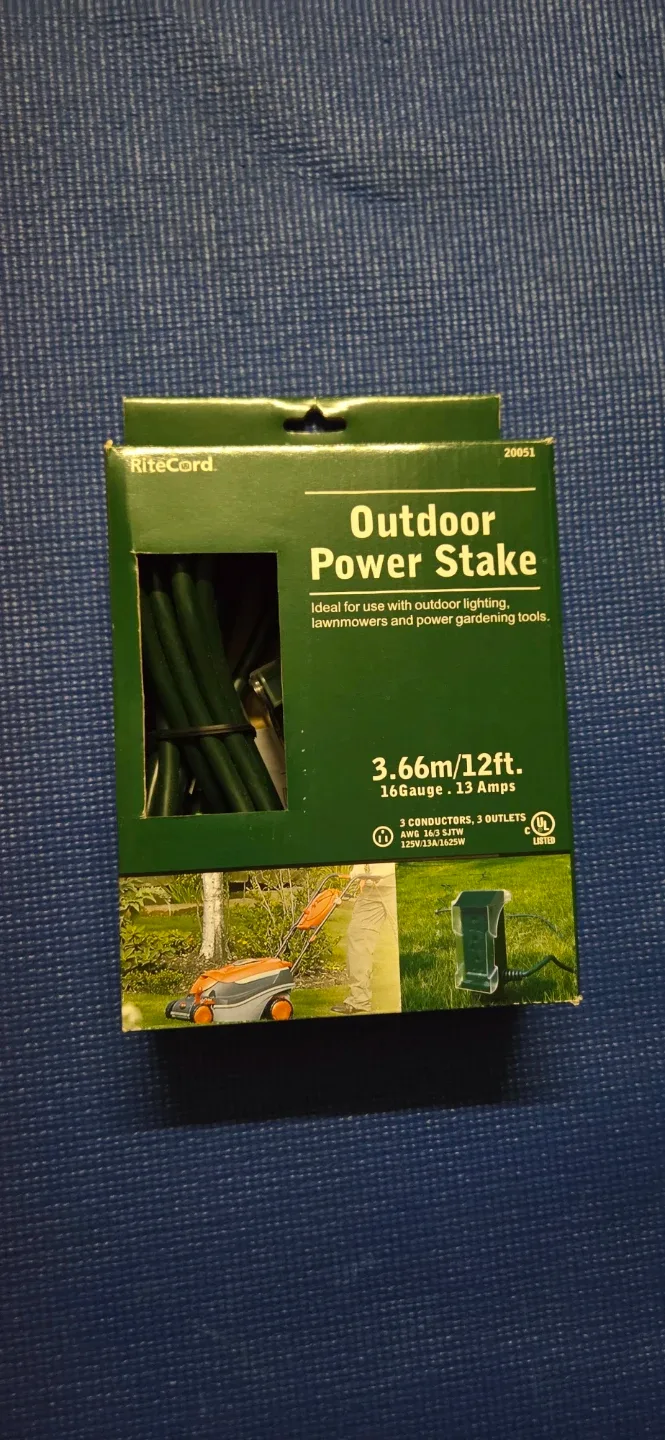 RiteCord
20051
Outdoor
Power Stake
Ideal for use with outdoor lighting,
lawnmowers and power gardening tools.
3.66m/12ft.
16Gauge . 13 Amps
3 CONDUCTORS, 3 OUTLETS
AWG 16/3 SJTW
125V/13A/1625W
C UL
LISTED